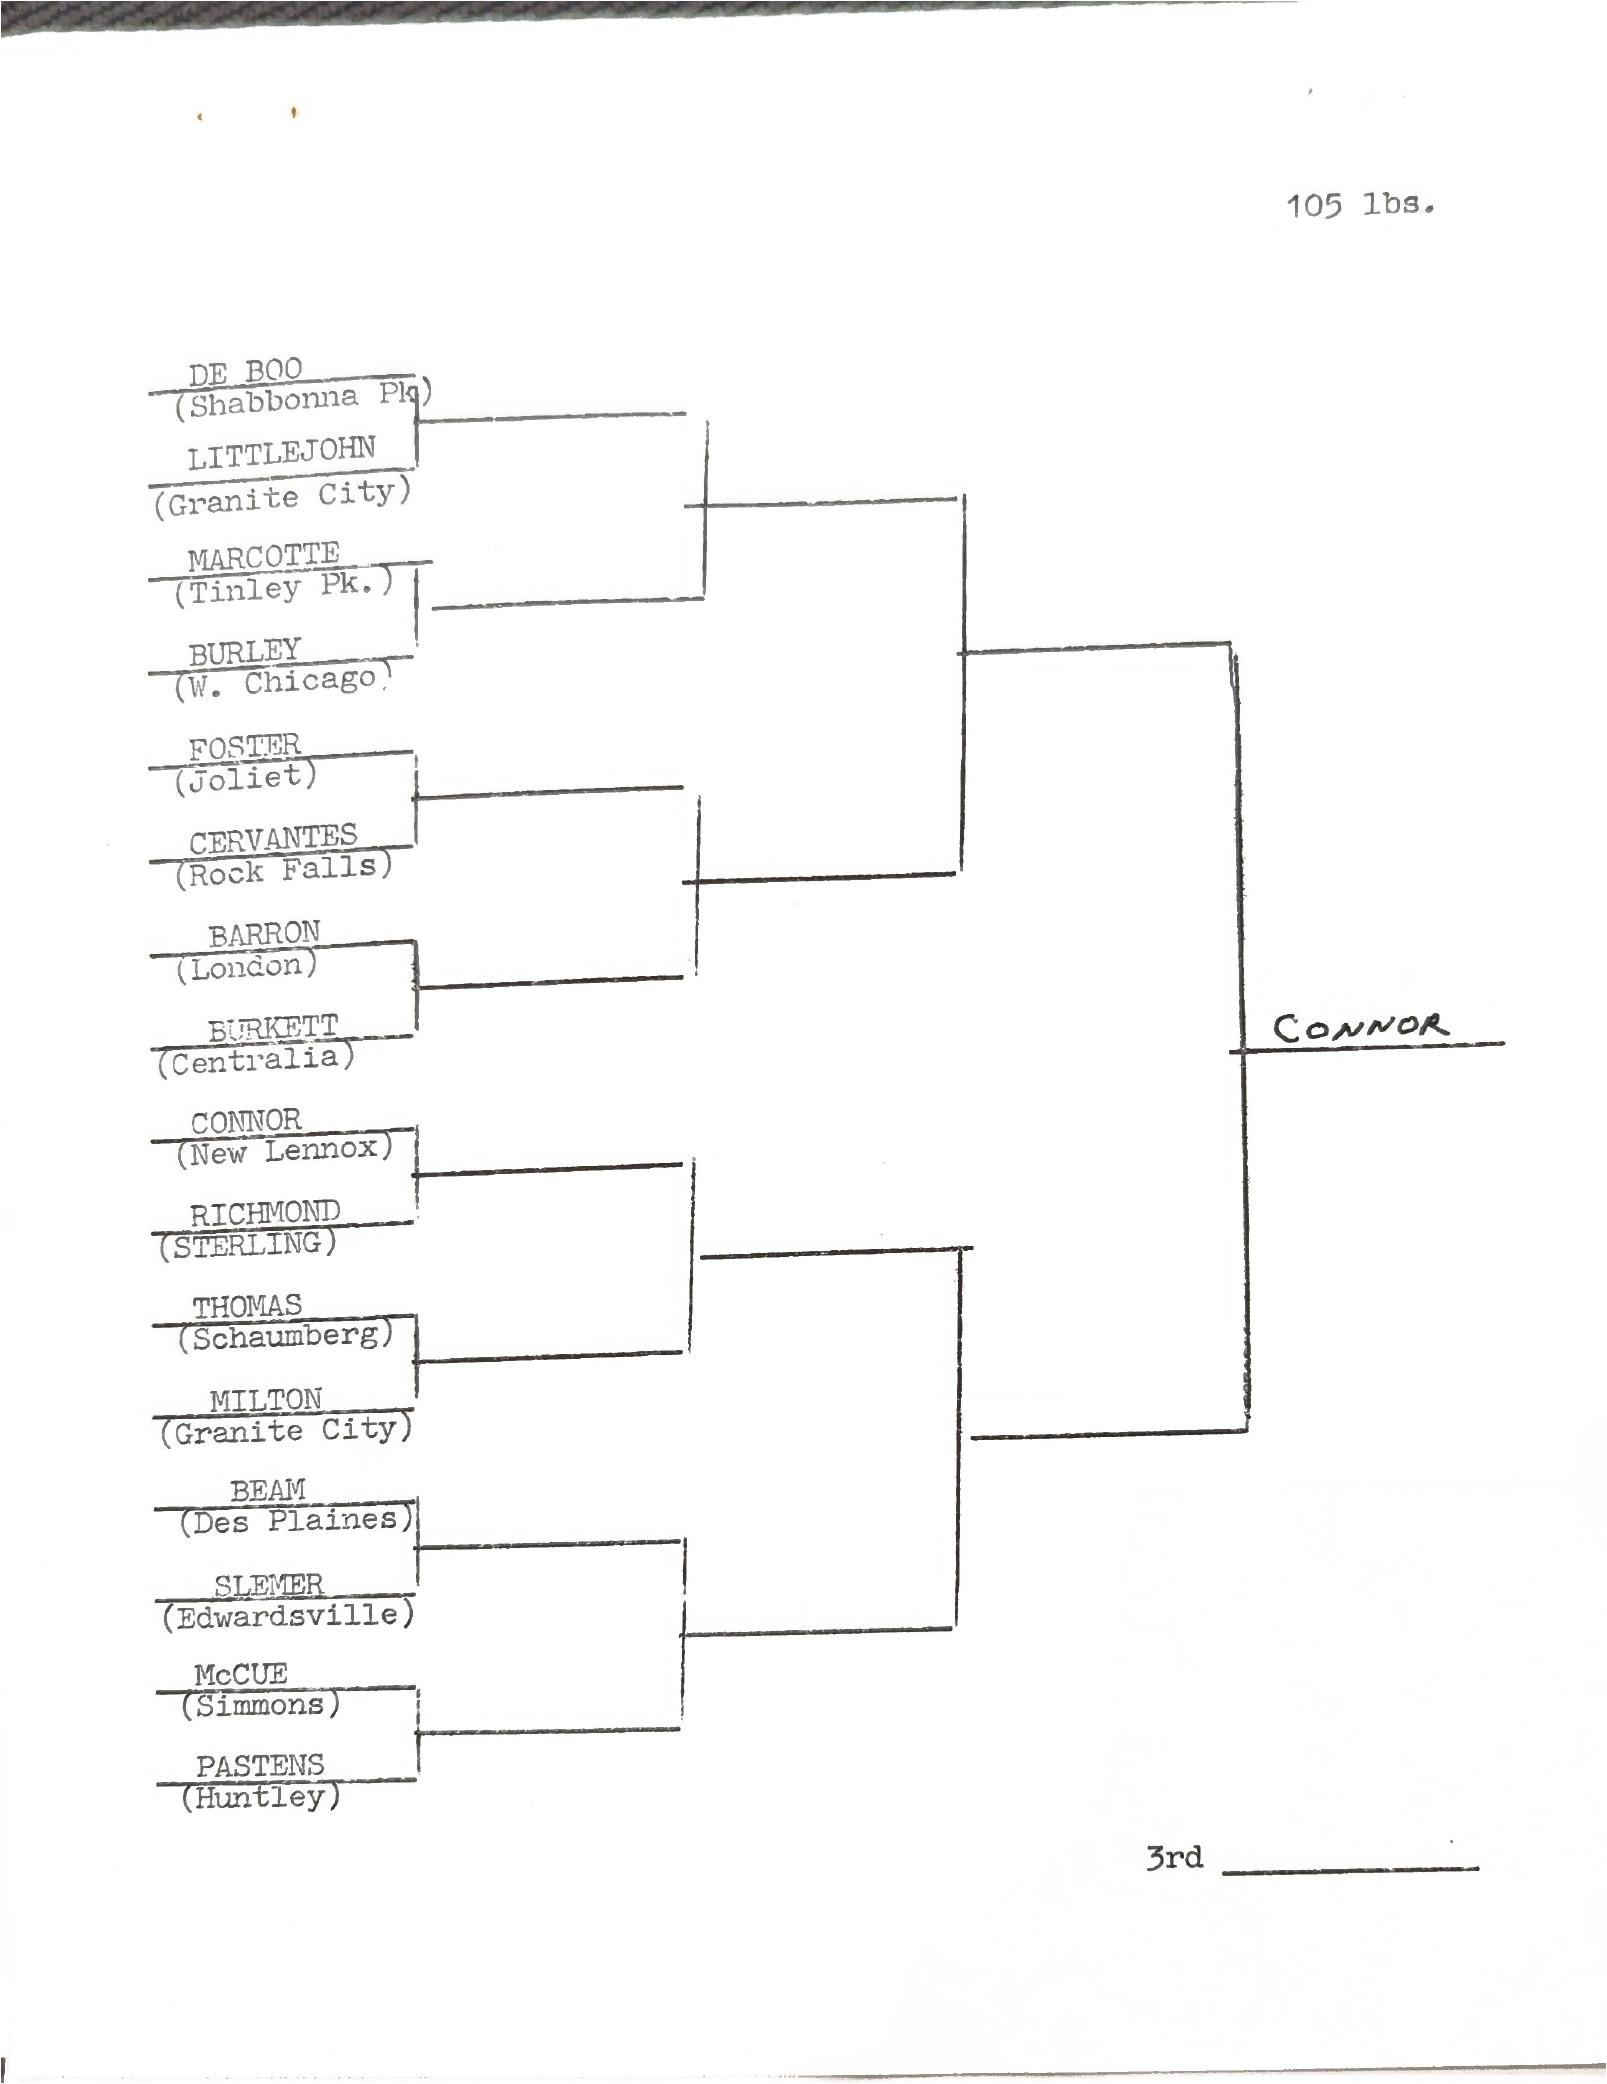 105 lbs.
DE BOO
(Shabbonna Pk)
LITTLEJOHN
(Granite City)
MARCOTTE
(Tinley Pk.)
BURLEY
(W. Chicago)
FOSTER
(Joliet)
CERVANTES
(Rock Falls)
BARRON
(London)
CONNOR
BURKETT
(Centralia)
CONNOR
(New Lennox)
RICHMOND
(STERLING)
THOMAS
(Schaumberg)
MILTON
(Granite City)
BEAM
(Des Plaines)
SLEMER
(Edwardsville)
McCUE
(Simmons)
PASTENS
(Huntley)
3rd